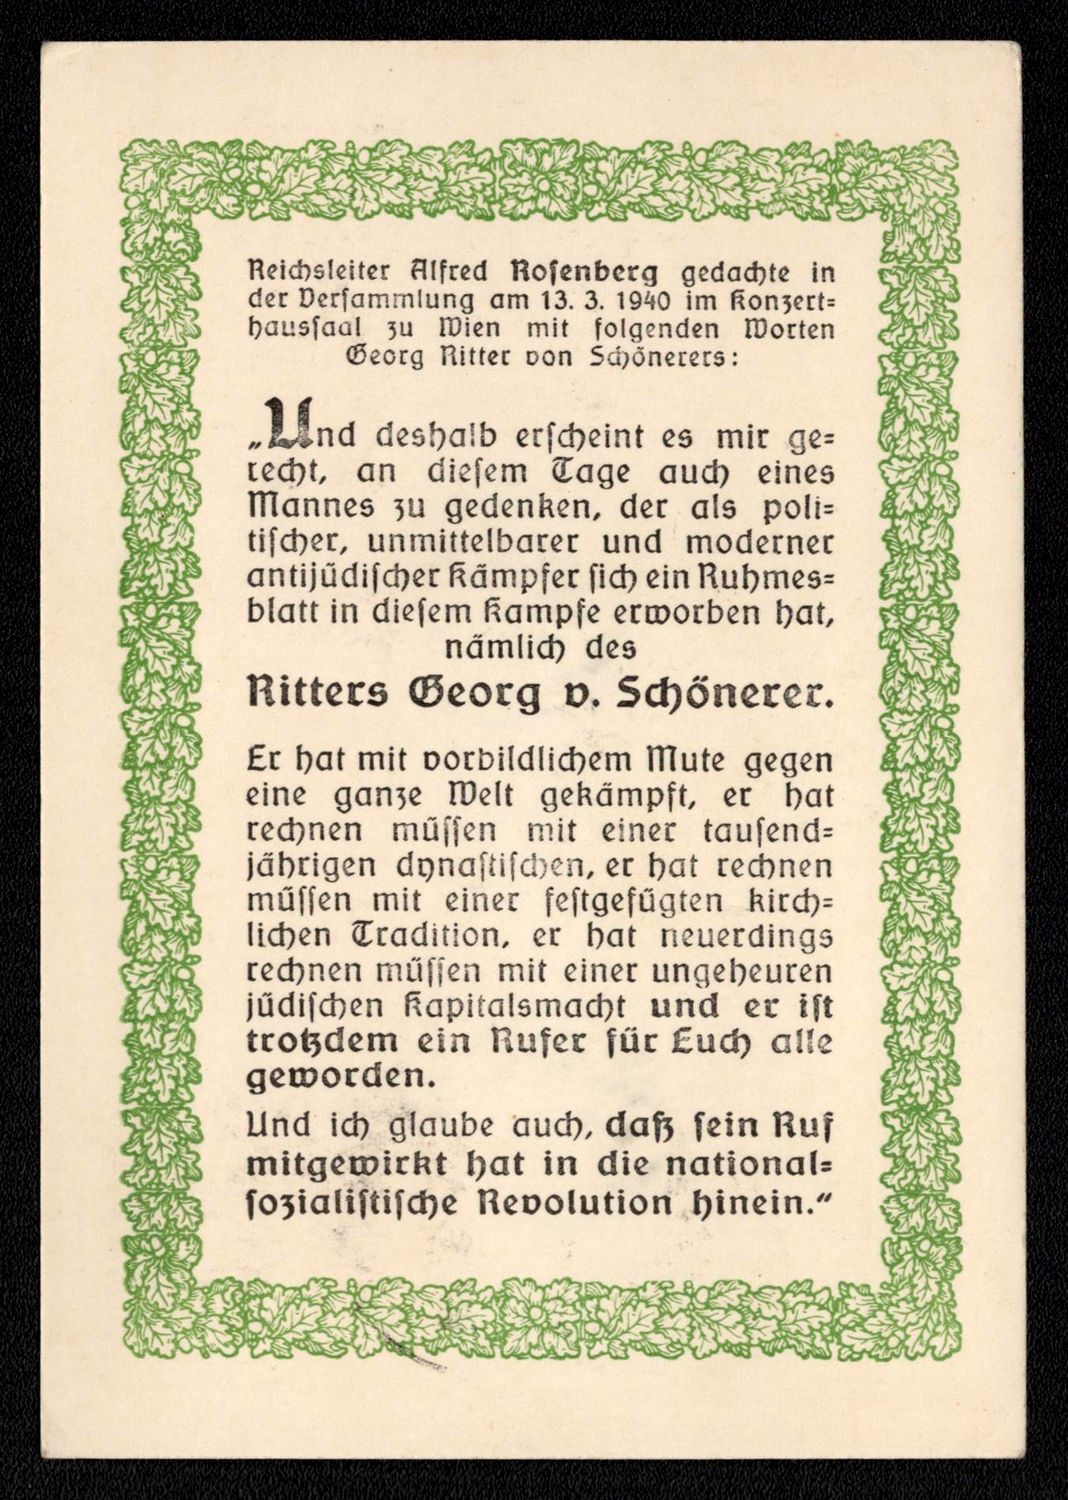 Reichsleiter Alfred Rosenberg gedachte in
der Versammlung am 13. 3. 1940 im Konzert=
haussaal zu Wien mit folgenden Worten
Georg Ritter von Schönerers:
„Und deshalb erscheint es mir ge=
recht, an diesem Tage auch eines
Mannes zu gedenken, der als poli=
tischer, unmittelbarer und moderner
antijüdischer Kämpfer sich ein Ruhmes=
blatt in diesem Kampfe erworben hat,
nämlich des
Ritters Georg v. Schönerer.
Er hat mit vorbildlichem Mute gegen
eine ganze Welt gekämpft, er hat
rechnen müssen mit einer tausend=
jährigen dynastischen, er hat rechnen
müssen mit einer festgefügten kirch=
lichen Tradition, er hat neuerdings
rechnen müssen mit einer ungeheuren
jüdischen Kapitalsmacht und er ist
trotzdem ein Rufer für Euch alle
geworden.
Und ich glaube auch, daß sein Ruf
mitgewirkt hat in die national=
sozialistische Revolution hinein.“